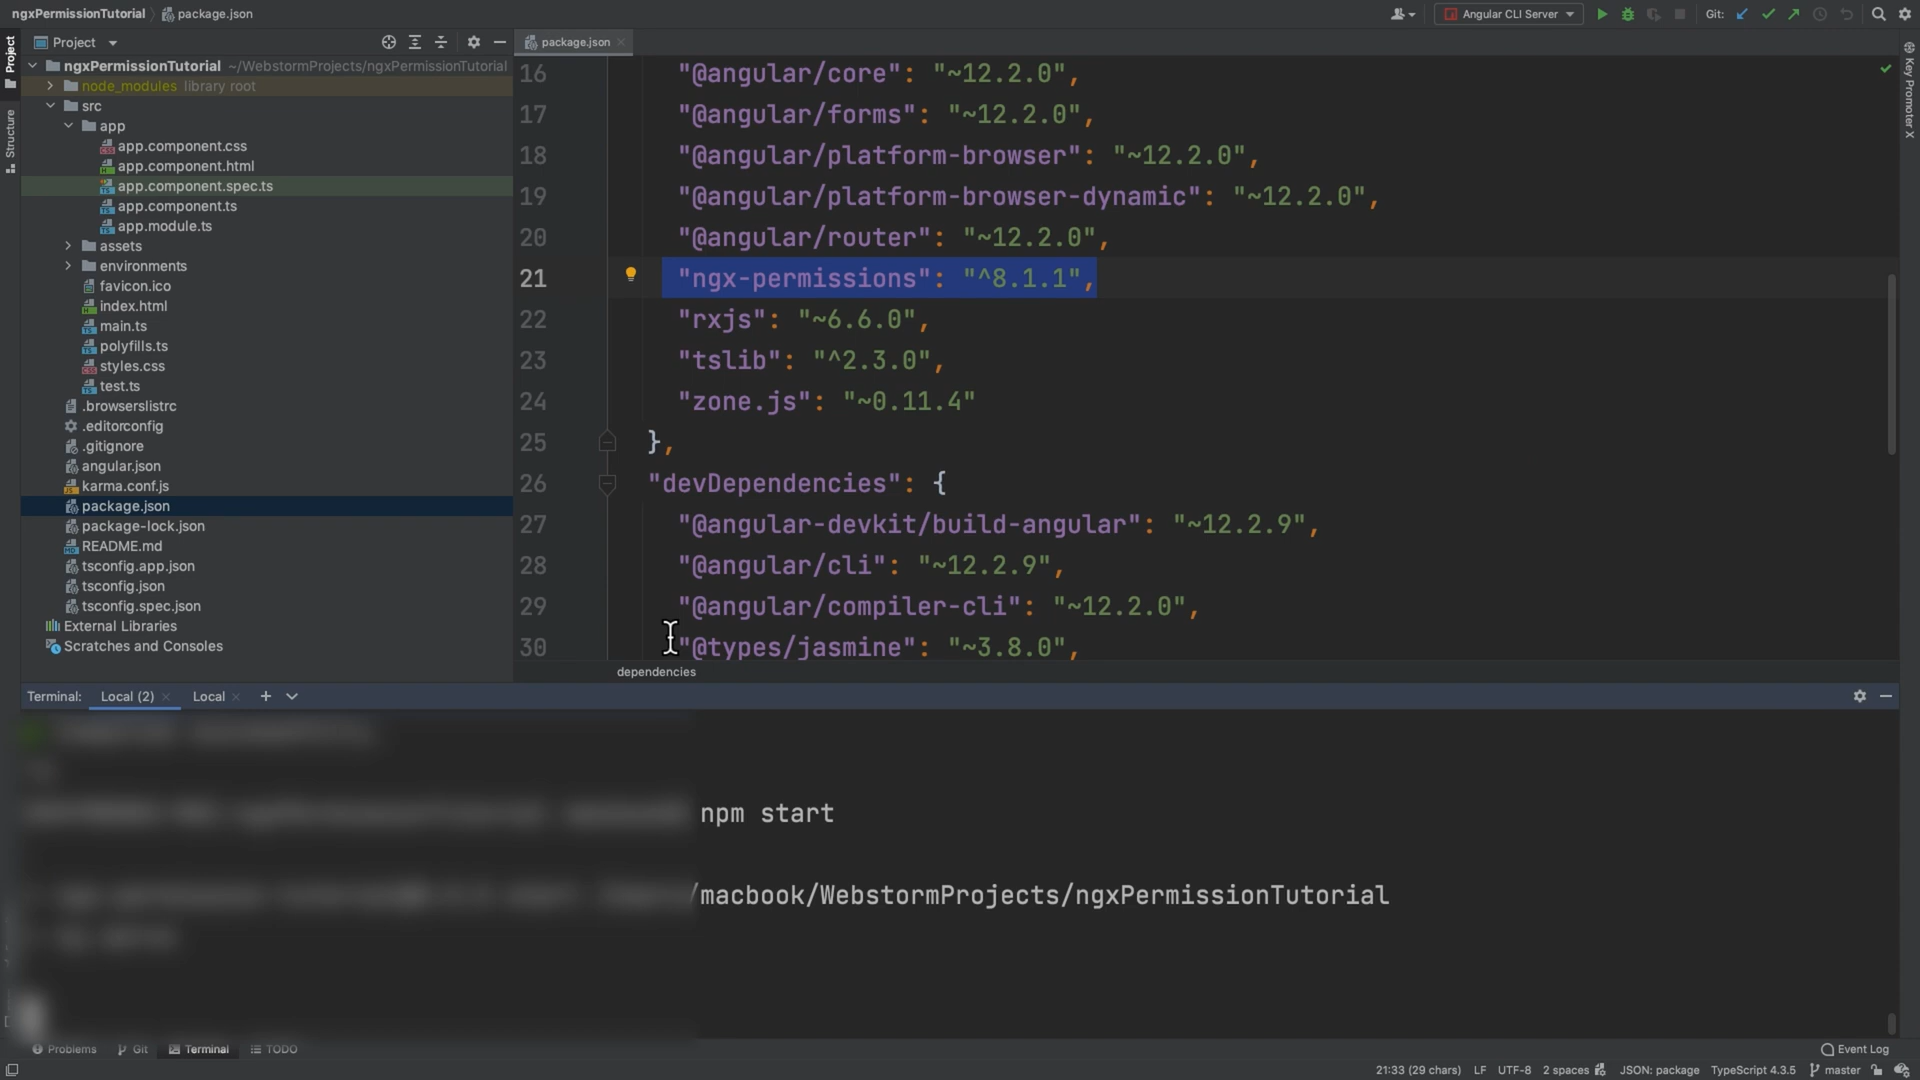 ngxPermissionTutorial package.json
Angular CLI Server Git:
Project
package.json
Project
Structure
Key Promoter X
ngxPermissionTutorial ~/WebstormProjects/ngxPermissionTutorial
node_modules library root
src
app
app.component.css
app.component.html
app.component.spec.ts
app.component.ts
app.module.ts
assets
environments
favicon.ico
index.html
main.ts
polyfills.ts
styles.css
test.ts
.browserslistrc
.editorconfig
.gitignore
angular.json
karma.conf.js
package.json
package-lock.json
README.md
tsconfig.app.json
tsconfig.json
tsconfig.spec.json
External Libraries
Scratches and Consoles
16 "@angular/core": "~12.2.0",
17 "@angular/forms": "~12.2.0",
18 "@angular/platform-browser": "~12.2.0",
19 "@angular/platform-browser-dynamic": "~12.2.0",
20 "@angular/router": "~12.2.0",
21 "ngx-permissions": "^8.1.1",
22 "rxjs": "~6.6.0",
23 "tslib": "^2.3.0",
24 "zone.js": "~0.11.4"
25 },
26 "devDependencies": {
27 "@angular-devkit/build-angular": "~12.2.9",
28 "@angular/cli": "~12.2.9",
29 "@angular/compiler-cli": "~12.2.0",
30 "@types/jasmine": "~3.8.0",
dependencies
Terminal: Local (2) Local
npm start
/macbook/WebstormProjects/ngxPermissionTutorial
Problems Git Terminal TODO Event Log
21:33 (29 chars) LF UTF-8 2 spaces JSON: package TypeScript 4.3.5 master